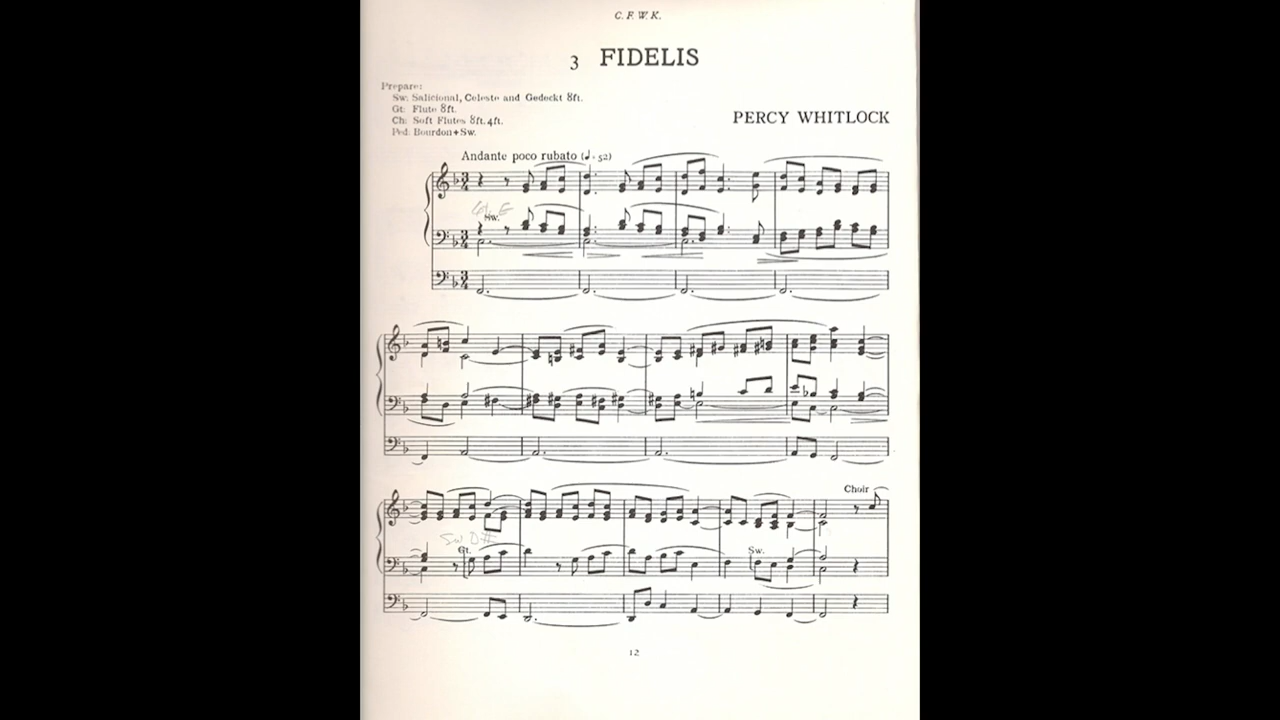 C. F. W. K.
3 FIDELIS
Prepare:
Sw: Salicional, Celeste and Gedeckt 8ft.
Gt: Flute 8ft.
Ch: Soft Flutes 8ft. 4ft.
Ped: Bourdon+Sw.
PERCY WHITLOCK
Andante poco rubato (♩= 52)
Sw.
Choir
Sw D#
Gt.
Sw.
12